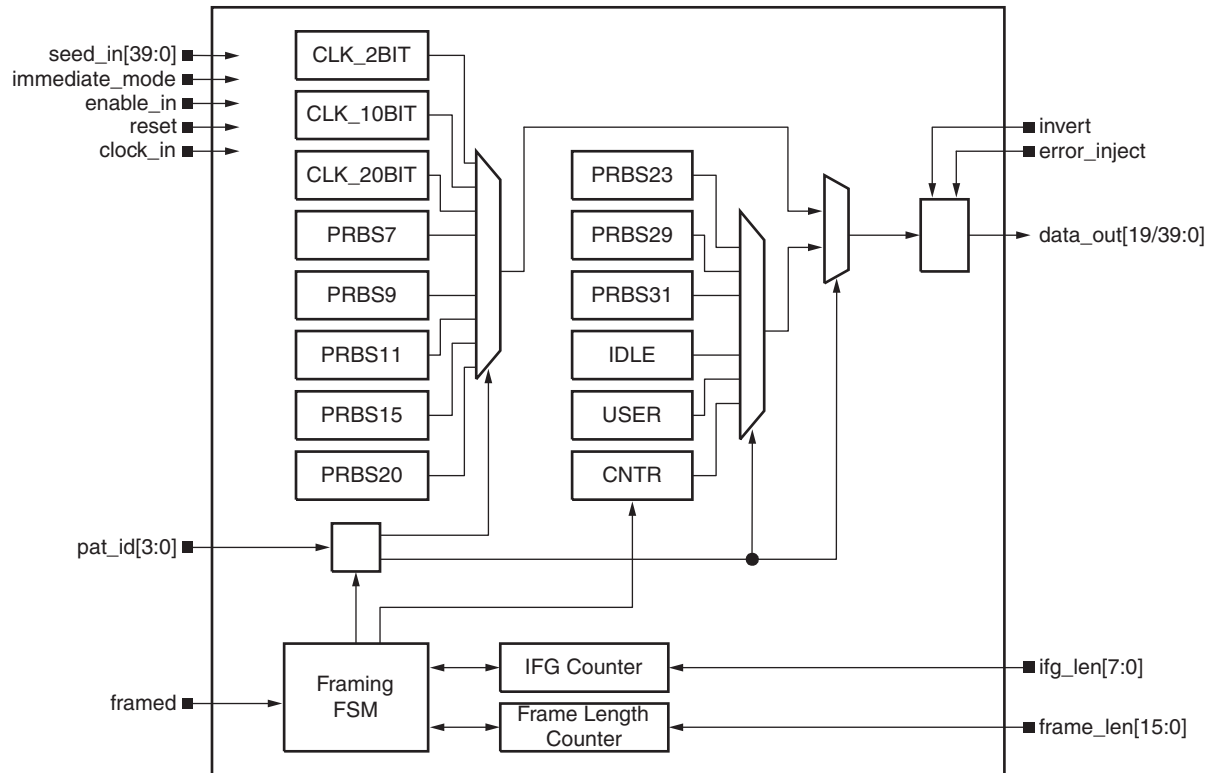 seed_in[39:0]
immediate_mode
enable_in
reset
clock_in
CLK_2BIT
CLK_10BIT
CLK_20BIT
PRBS7
PRBS9
PRBS11
PRBS15
PRBS20
PRBS23
PRBS29
PRBS31
IDLE
USER
CNTR
invert
error_inject
data_out[19/39:0]
pat_id[3:0]
framed
Framing
FSM
IFG Counter
Frame Length
Counter
ifg_len[7:0]
frame_len[15:0]